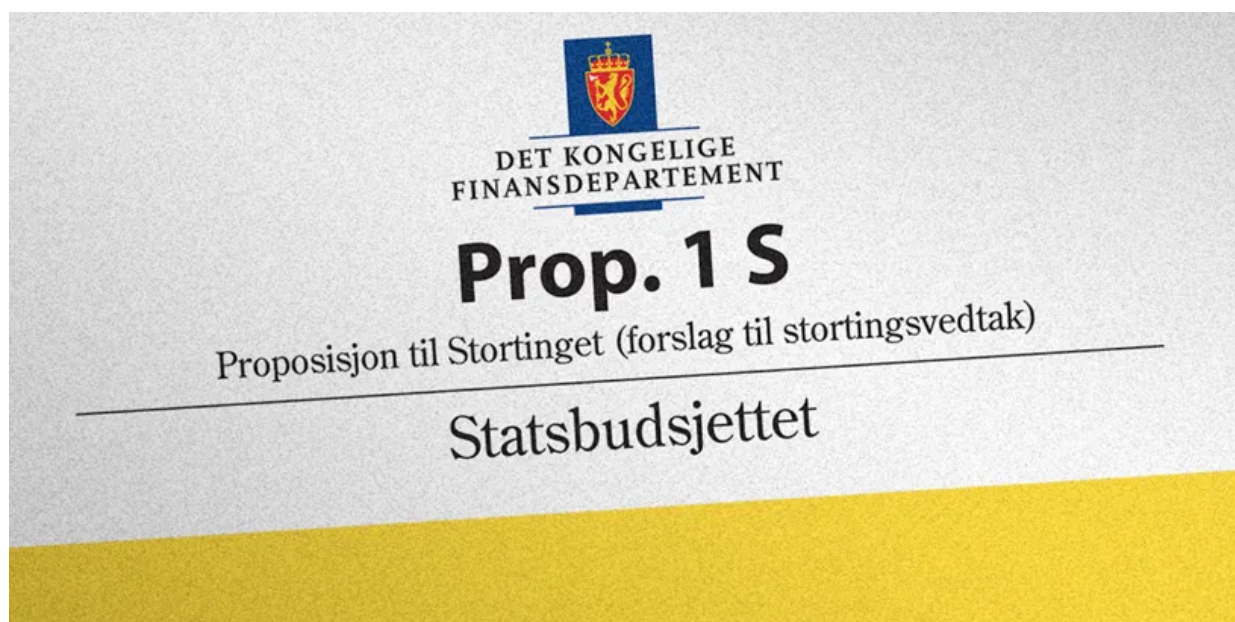 DET KONGELIGE
FINANSDEPARTEMENT
Prop. 1 S
Proposisjon til Stortinget (forslag til stortingsvedtak)
Statsbudsjettet